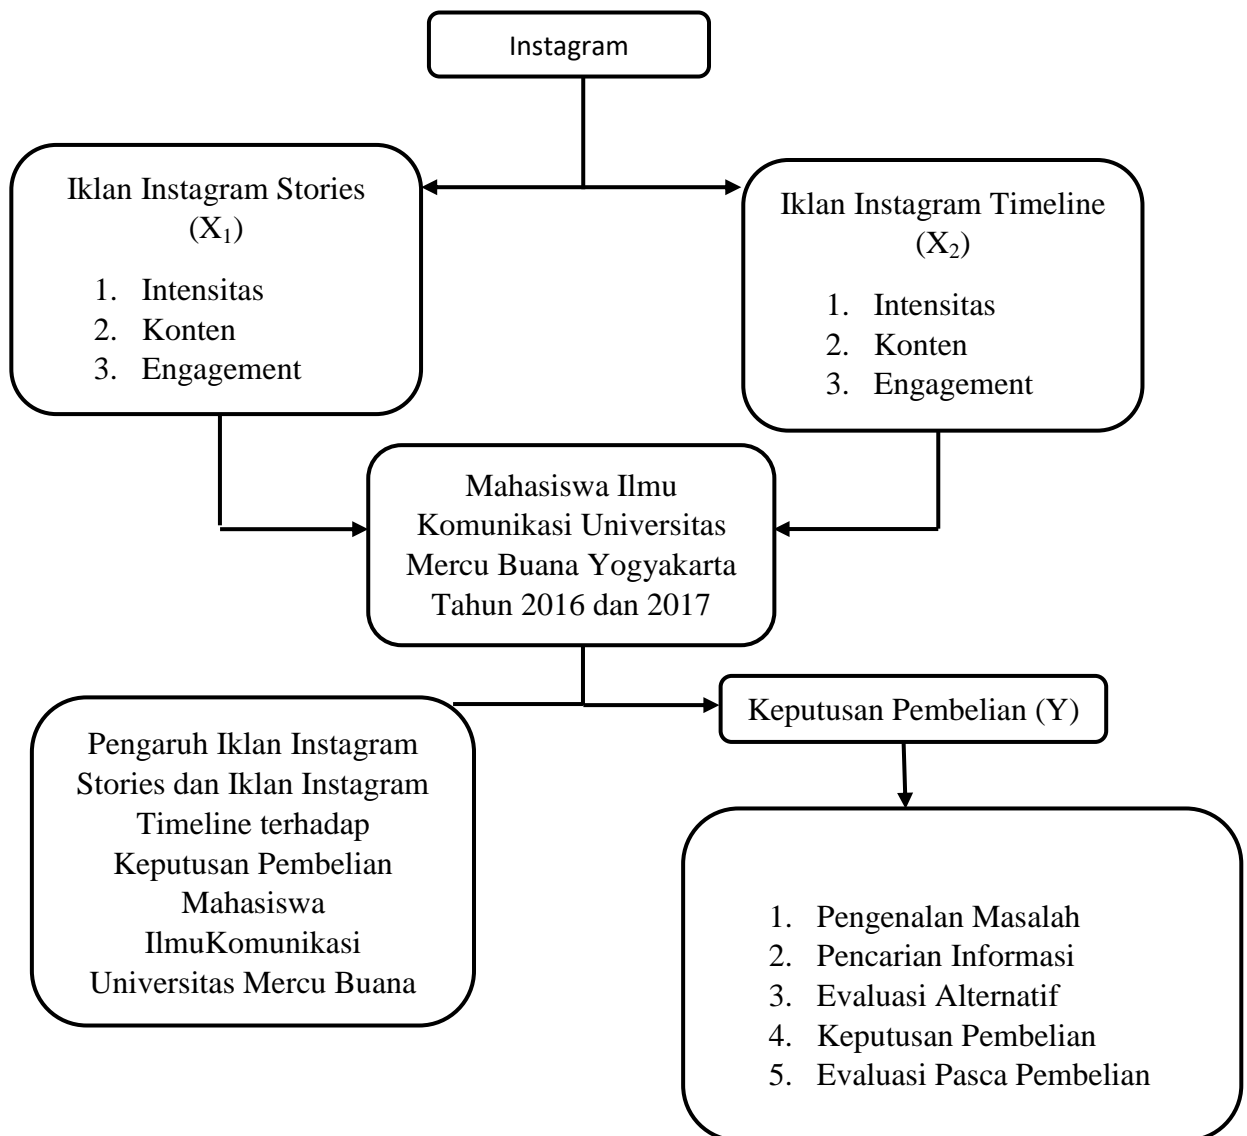 Instagram
Iklan Instagram Stories
(X₁)
1. Intensitas
2. Konten
3. Engagement
Iklan Instagram Timeline
(X₂)
1. Intensitas
2. Konten
3. Engagement
Mahasiswa Ilmu
Komunikasi Universitas
Mercu Buana Yogyakarta
Tahun 2016 dan 2017
Pengaruh Iklan Instagram
Stories dan Iklan Instagram
Timeline terhadap
Keputusan Pembelian
Mahasiswa
IlmuKomunikasi
Universitas Mercu Buana
Keputusan Pembelian (Y)
1. Pengenalan Masalah
2. Pencarian Informasi
3. Evaluasi Alternatif
4. Keputusan Pembelian
5. Evaluasi Pasca Pembelian